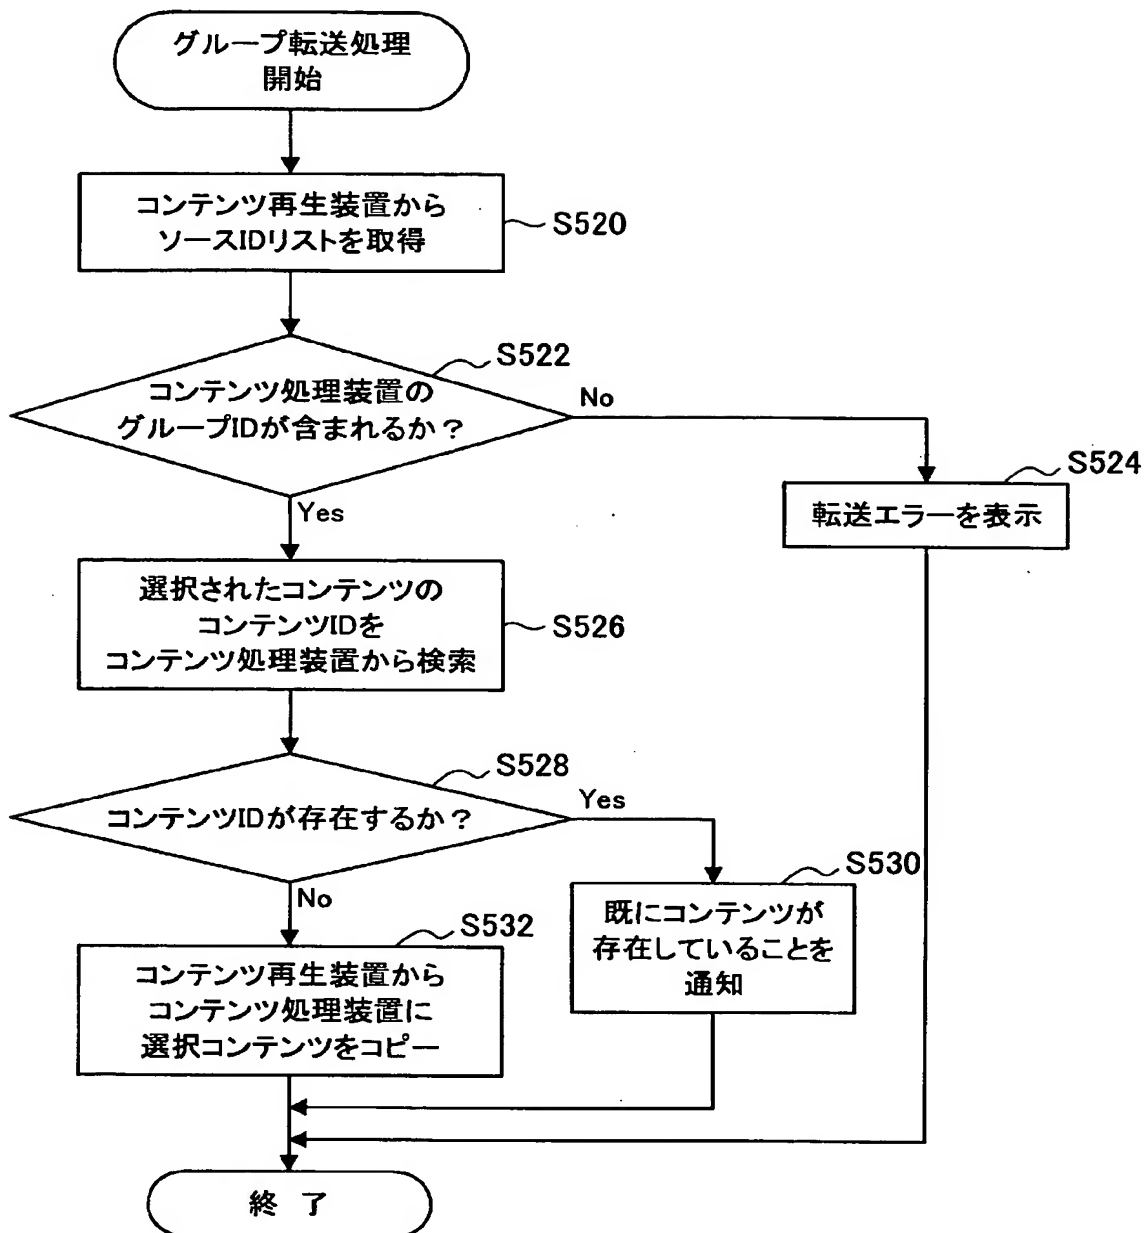 グループ転送処理
開始
コンテンツ再生装置から
ソースIDリストを取得
S520
S522
コンテンツ処理装置の
グループIDが含まれるか？
No
Yes
S524
転送エラーを表示
選択されたコンテンツの
コンテンツIDを
コンテンツ処理装置から検索
S526
S528
コンテンツIDが存在するか？
Yes
No
S530
既にコンテンツが
存在していることを
通知
S532
コンテンツ再生装置から
コンテンツ処理装置に
選択コンテンツをコピー
終 了